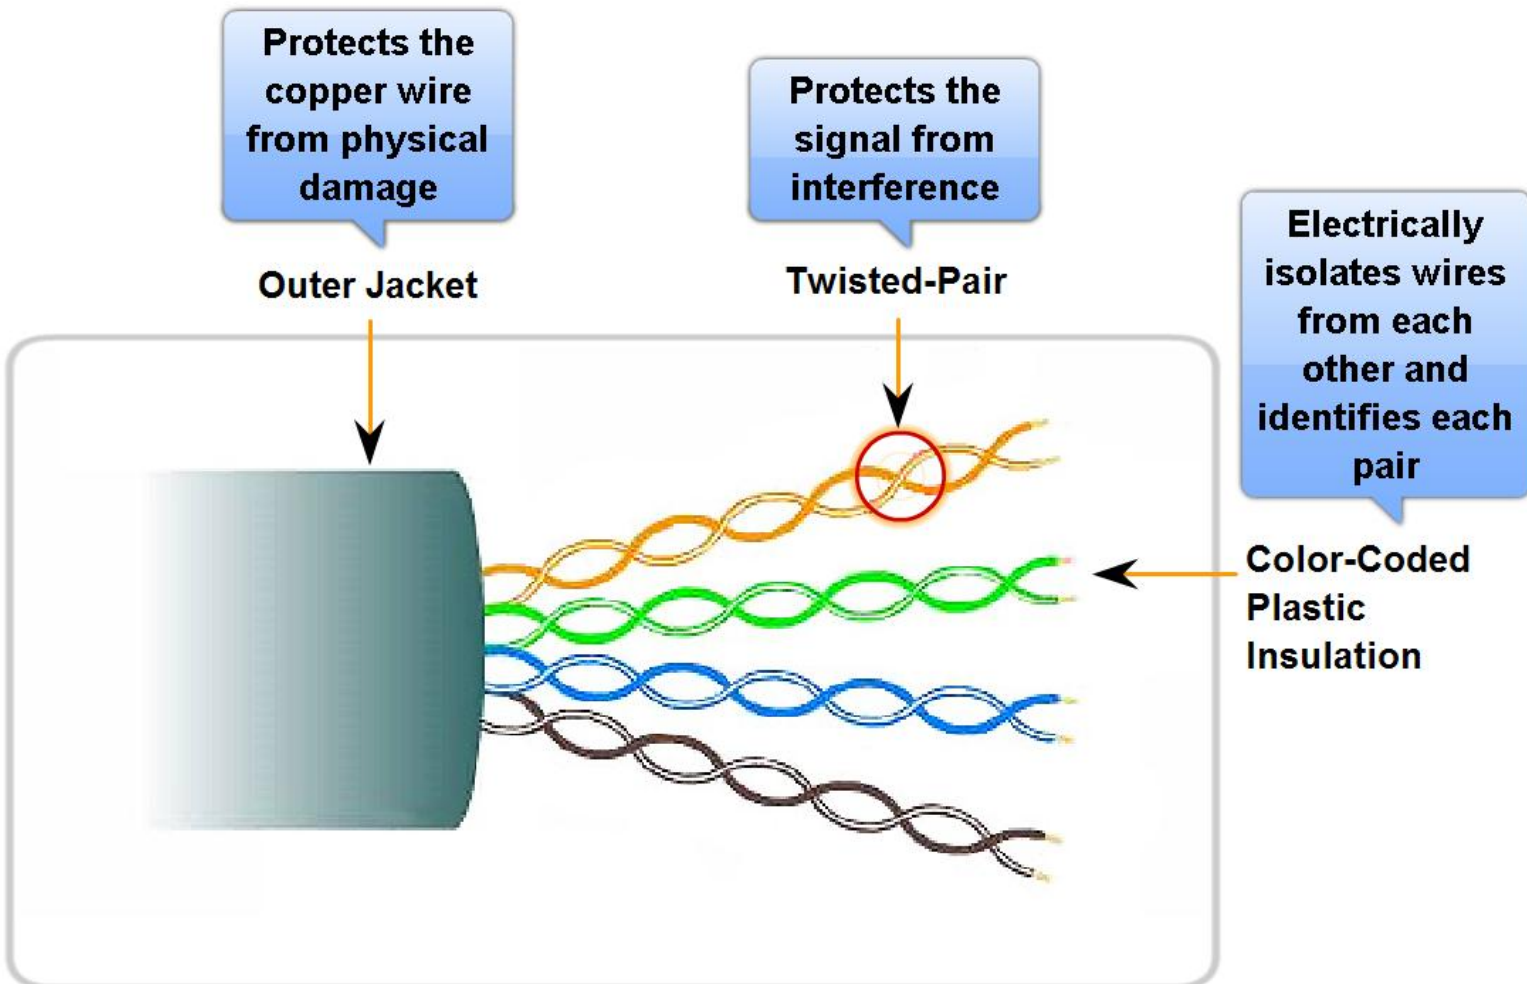 Protects the
copper wire
from physical
damage
Outer Jacket
Protects the
signal from
interference
Twisted-Pair
Electrically
isolates wires
from each
other and
identifies each
pair
Color-Coded
Plastic
Insulation